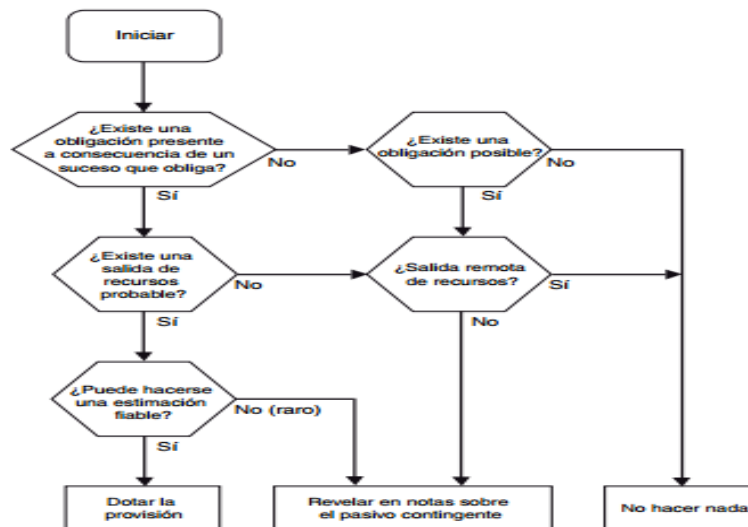 Iniciar
¿Existe una
obligación presente
a consecuencia de un
suceso que obliga?
No
¿Existe una
obligación posible?
No
Sí
Sí
¿Existe una
salida de
recursos
probable?
No
¿Salida remota
de recursos?
Sí
Sí
No
¿Puede hacerse
una estimación
fiable?
No (raro)
Sí
Dotar la
provisión
Revelar en notas sobre
el pasivo contingente
No hacer nada